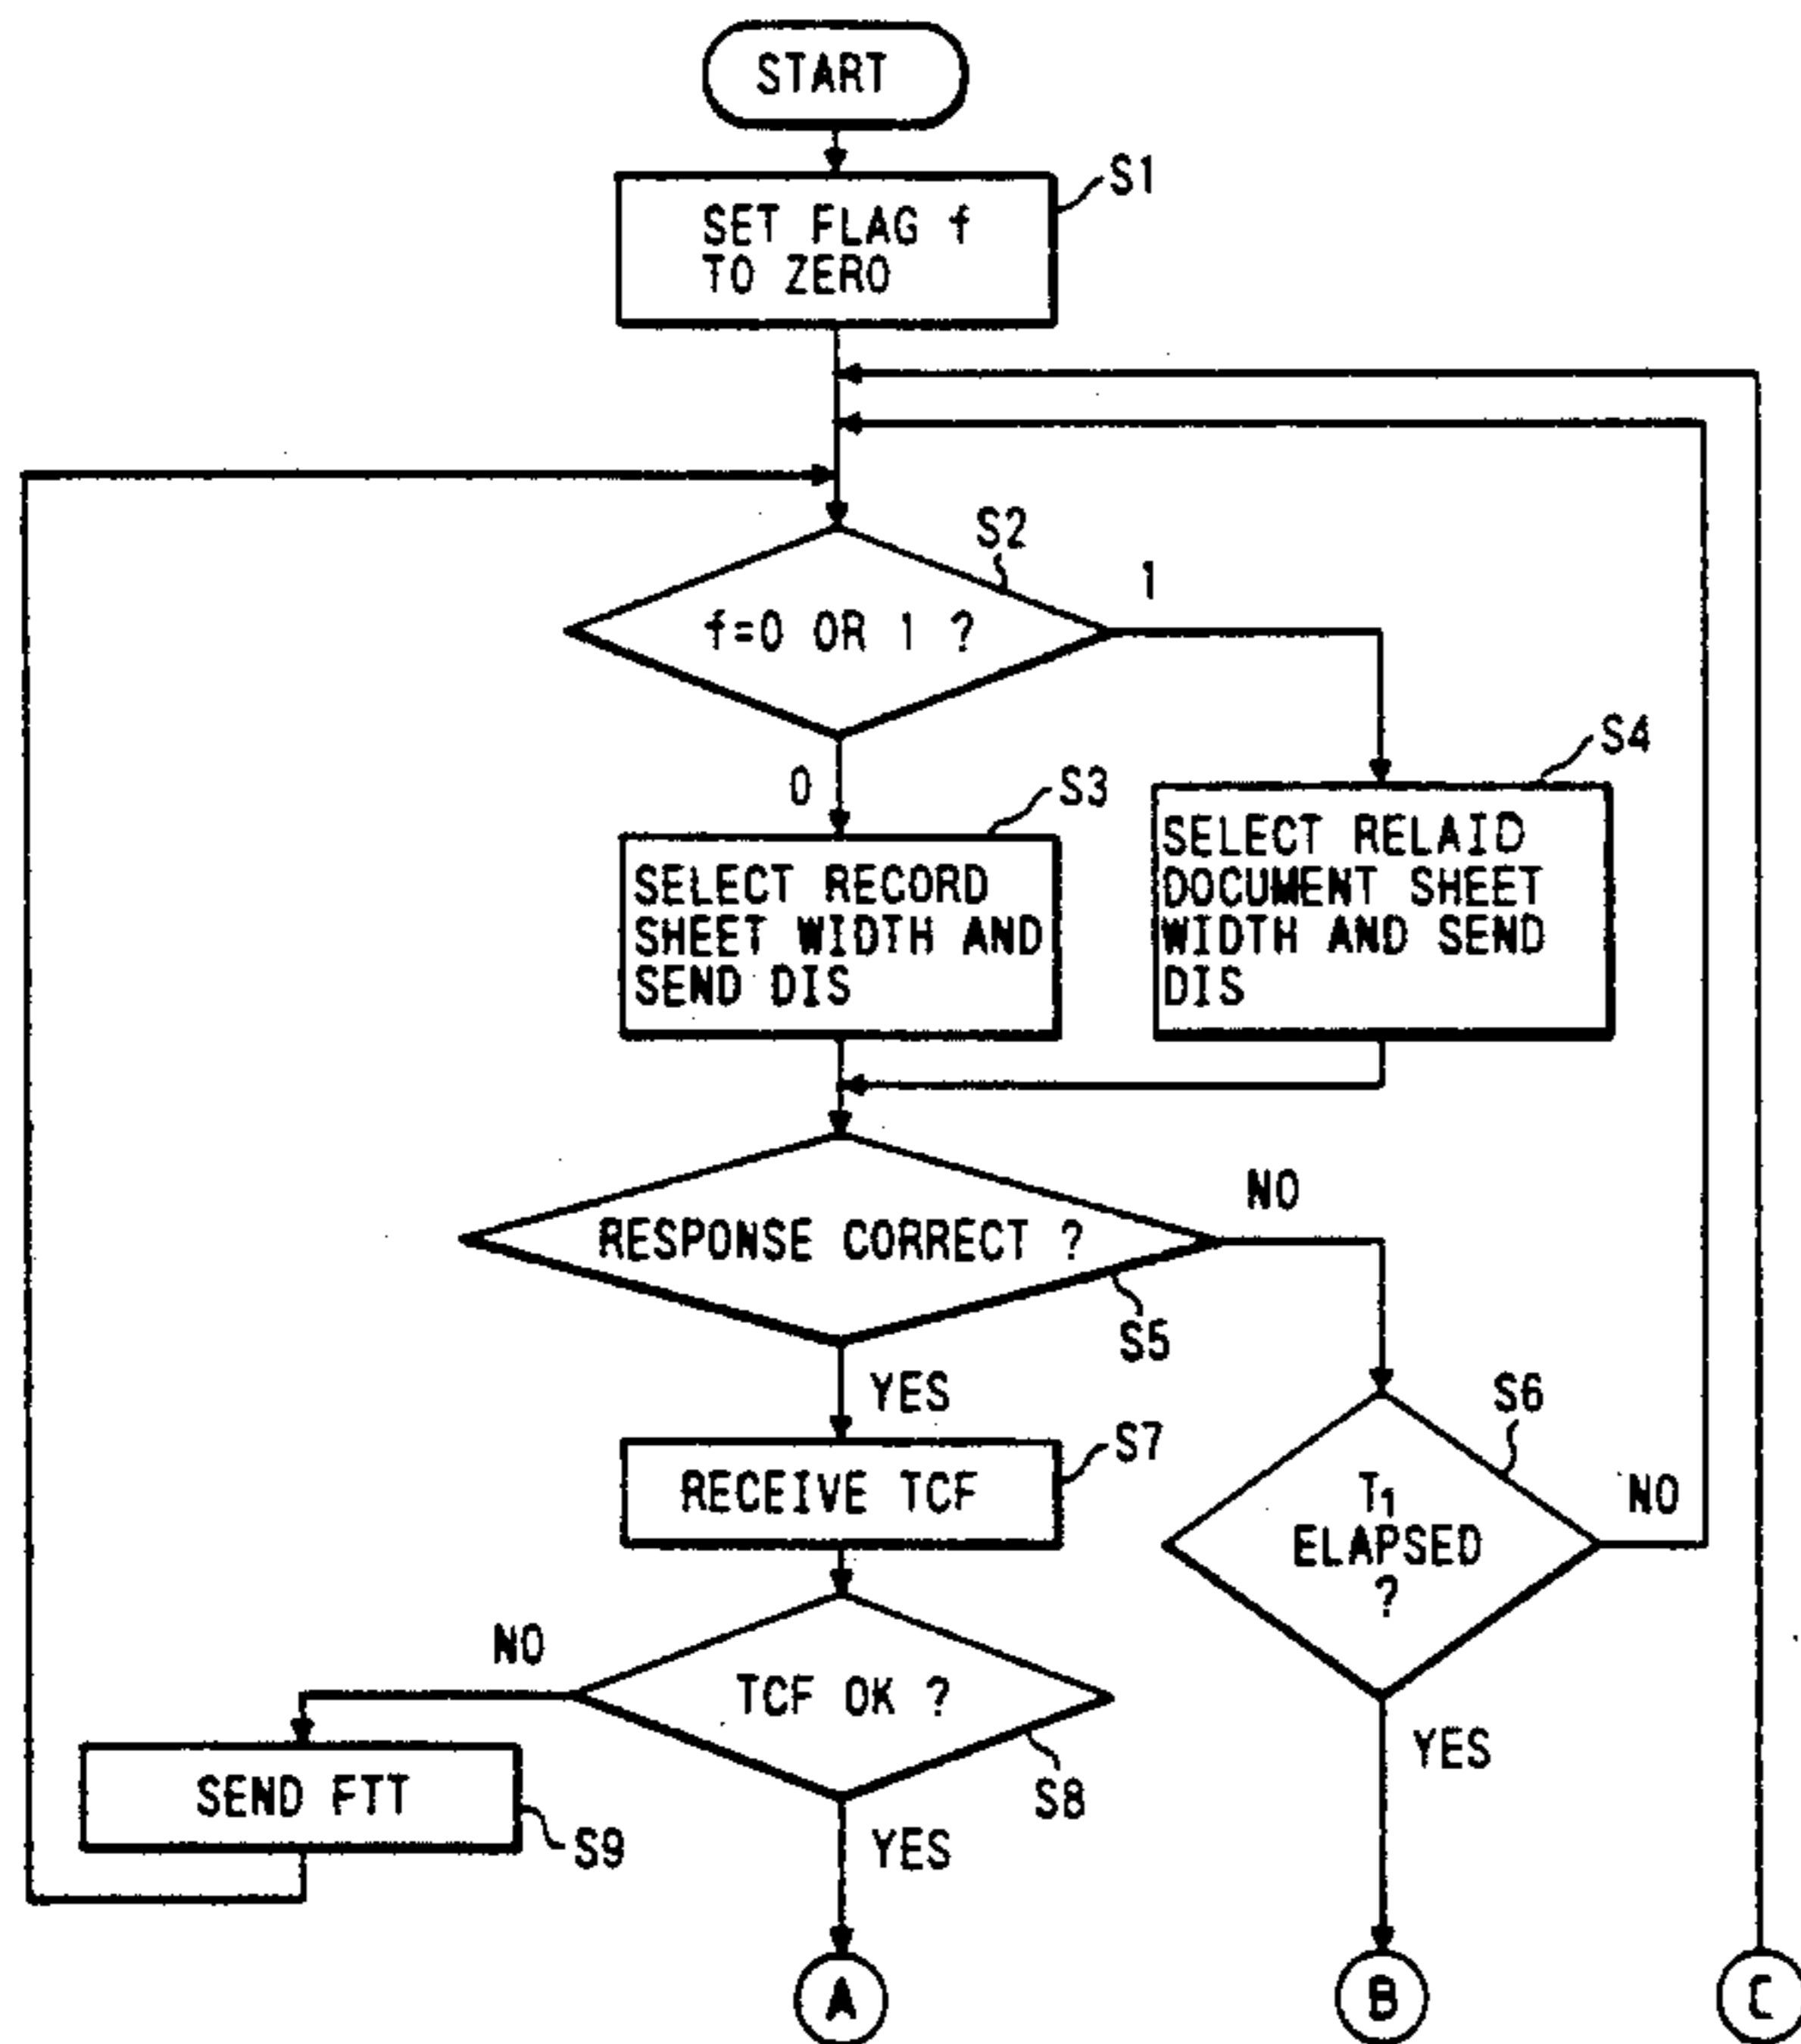 START
S1
SET FLAG f
TO ZERO
S2
1
f=0 OR 1 ?
S4
0
S3
SELECT RELAID
DOCUMENT SHEET
WIDTH AND SEND
DIS
SELECT RECORD
SHEET WIDTH AND
SEND DIS
NO
RESPONSE CORRECT ?
S5
YES
S6
S7
RECEIVE TCF
T1
ELAPSED
?
NO
NO
TCF OK ?
YES
SEND FTT
S8
S9
YES
A
B
C